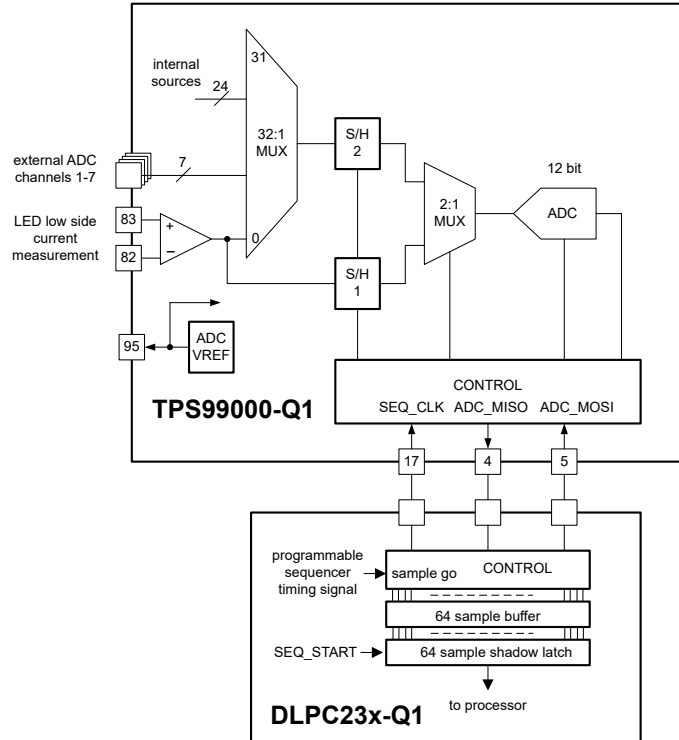 31
internal
sources
24
32:1
MUX
S/H
2
12 bit
external ADC
channels 1-7
7
2:1
MUX
ADC
LED low side
current
measurement
83
+
82
−
0
S/H
1
95
ADC
VREF
CONTROL
SEQ_CLK ADC_MISO ADC_MOSI
TPS99000-Q1
17
4
5
programmable
sequencer
timing signal
sample go
CONTROL
64 sample buffer
SEQ_START
64 sample shadow latch
to processor
DLPC23x-Q1